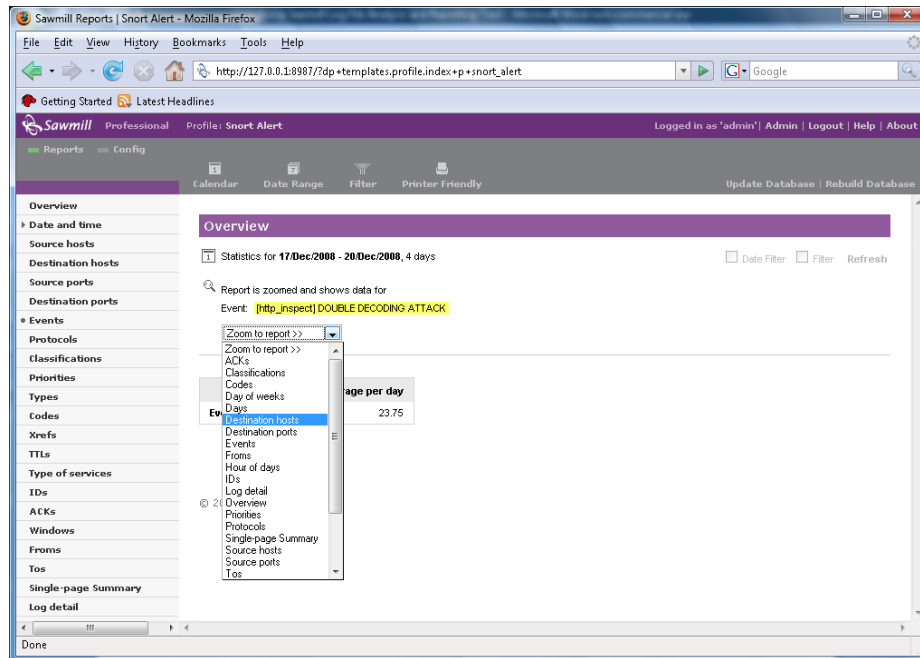 Sawmill Reports | Snort Alert - Mozilla Firefox
File Edit View History Bookmarks Tools Help
http://127.0.0.1:8987/?dp+templates.profile.index+p+snort_alert
G Google
Getting Started Latest Headlines
Sawmill Professional Profile: Snort Alert Logged in as 'admin'| Admin | Logout | Help | About
Reports Config
Calendar Date Range Filter Printer Friendly Update Database | Rebuild Database
Overview
Date and time
Source hosts
Destination hosts
Source ports
Destination ports
Events
Protocols
Classifications
Priorities
Types
Codes
Xrefs
TTLs
Type of services
IDs
ACKs
Windows
Froms
Tos
Single-page Summary
Log detail
Overview
Statistics for 17/Dec/2008 - 20/Dec/2008, 4 days
Date Filter Filter Refresh
Report is zoomed and shows data for
Event: [http_inspect] DOUBLE DECODING ATTACK
Zoom to report >>
Zoom to report >>
ACKs
Classifications
Codes
Day of weeks
Days
Destination hosts
Destination ports
Events
Froms
Hour of days
IDs
Log detail
Overview
Priorities
Protocols
Single-page Summary
Source hosts
Source ports
Tos
rage per day
Ev 23.75
© 2
Done